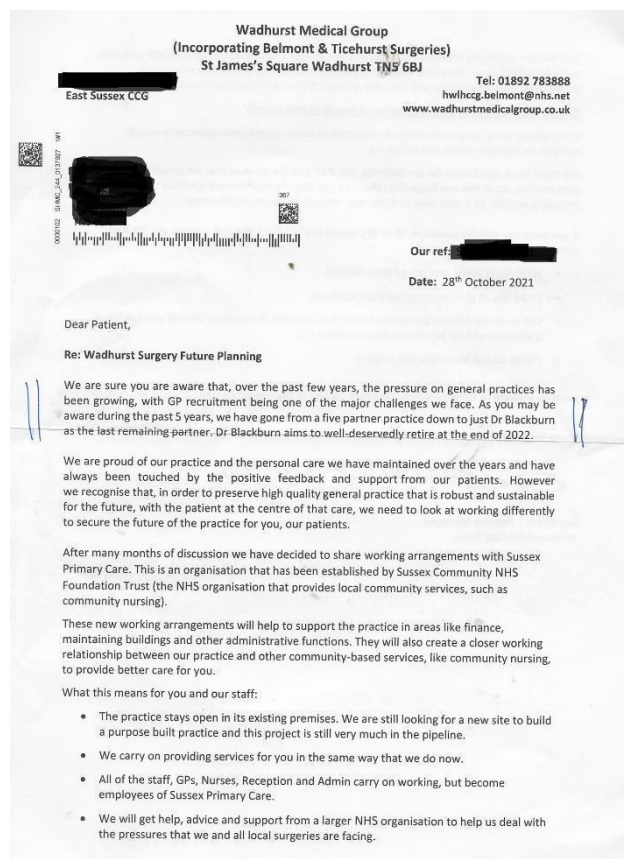 Wadhurst Medical Group
(Incorporating Belmont & Ticehurst Surgeries)
St James's Square Wadhurst TN5 6BJ
Tel: 01892 783888
hwlhccg.belmont@nhs.net
www.wadhurstmedicalgroup.co.uk
East Sussex CCG
0000102 SHMG_244_0137927 1#1
367
Our ref:
Date: 28th October 2021
Dear Patient,
Re: Wadhurst Surgery Future Planning
We are sure you are aware that, over the past few years, the pressure on general practices has
been growing, with GP recruitment being one of the major challenges we face. As you may be
aware during the past 5 years, we have gone from a five partner practice down to just Dr Blackburn
as the last remaining partner. Dr Blackburn aims to well-deservedly retire at the end of 2022.
We are proud of our practice and the personal care we have maintained over the years and have
always been touched by the positive feedback and support from our patients. However
we recognise that, in order to preserve high quality general practice that is robust and sustainable
for the future, with the patient at the centre of that care, we need to look at working differently
to secure the future of the practice for you, our patients.
After many months of discussion we have decided to share working arrangements with Sussex
Primary Care. This is an organisation that has been established by Sussex Community NHS
Foundation Trust (the NHS organisation that provides local community services, such as
community nursing).
These new working arrangements will help to support the practice in areas like finance,
maintaining buildings and other administrative functions. They will also create a closer working
relationship between our practice and other community-based services, like community nursing,
to provide better care for you.
What this means for you and our staff:
• The practice stays open in its existing premises. We are still looking for a new site to build
a purpose built practice and this project is still very much in the pipeline.
• We carry on providing services for you in the same way that we do now.
• All of the staff, GPs, Nurses, Reception and Admin carry on working, but become
employees of Sussex Primary Care.
• We will get help, advice and support from a larger NHS organisation to help us deal with
the pressures that we and all local surgeries are facing.